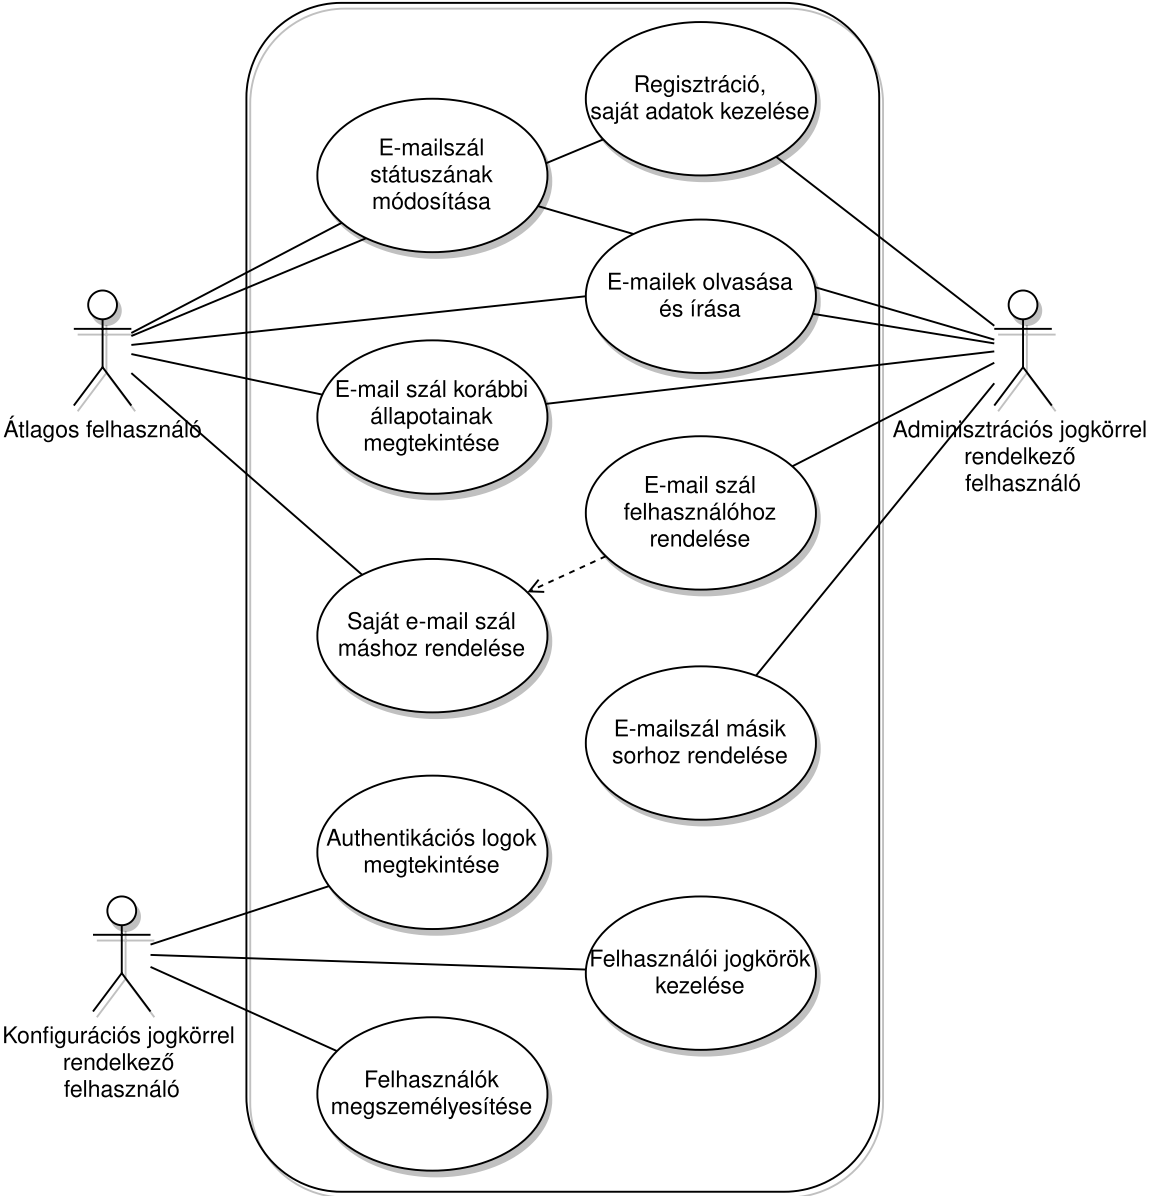 Regisztráció,
saját adatok kezelése
E-mailszál
státuszának
módosítása
E-mailek olvasása
és írása
E-mail szál korábbi
állapotainak
megtekintése
Átlagos felhasználó
Adminisztrációs jogkörrel
rendelkező
felhasználó
E-mail szál
felhasználóhoz
rendelése
Saját e-mail szál
máshoz rendelése
E-mailszál másik
sorhoz rendelése
Authentikációs logok
megtekintése
Felhasználói jogkörök
kezelése
Konfigurációs jogkörrel
rendelkező
felhasználó
Felhasználók
megszemélyesítése